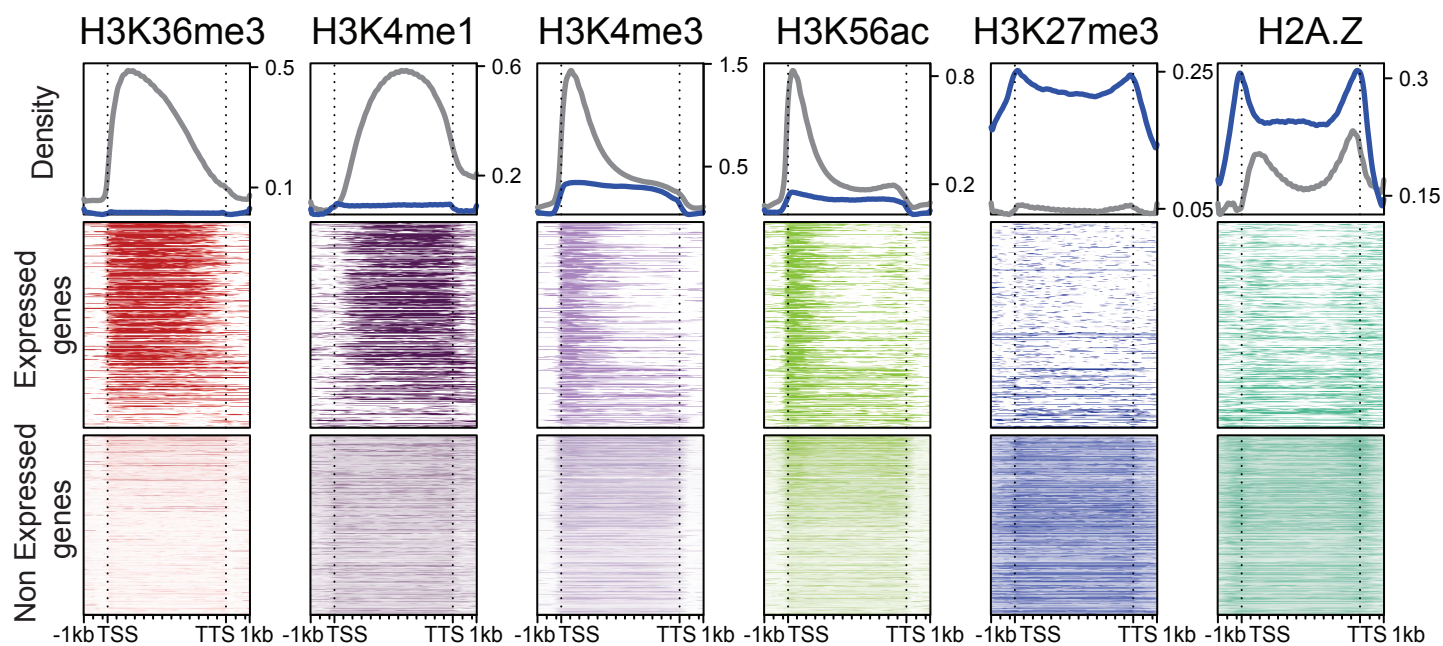 H3K36me3 H3K4me1 H3K4me3 H3K56ac H3K27me3 H2A.Z
Density
0.5
0.1
0.6
0.2
1.5
0.5
0.8
0.2
0.25
0.05
0.3
0.15
Expressed
genes
Non Expressed
genes
-1kb TSS TTS 1kb -1kb TSS TTS 1kb -1kb TSS TTS 1kb -1kb TSS TTS 1kb -1kb TSS TTS 1kb -1kb TSS TTS 1kb